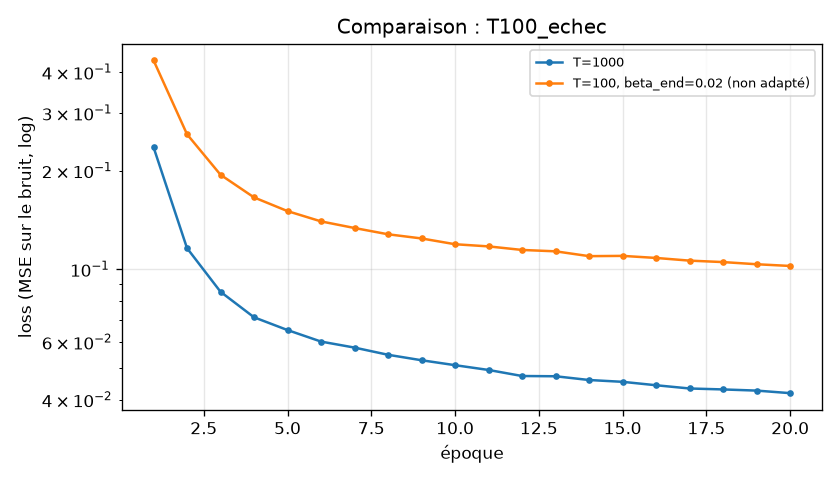 Comparaison : T100_echec
T=1000
T=100, beta_end=0.02 (non adapté)
loss (MSE sur le bruit, log)
4 × 10⁻¹
3 × 10⁻¹
2 × 10⁻¹
10⁻¹
6 × 10⁻²
4 × 10⁻²
2.5 5.0 7.5 10.0 12.5 15.0 17.5 20.0
époque